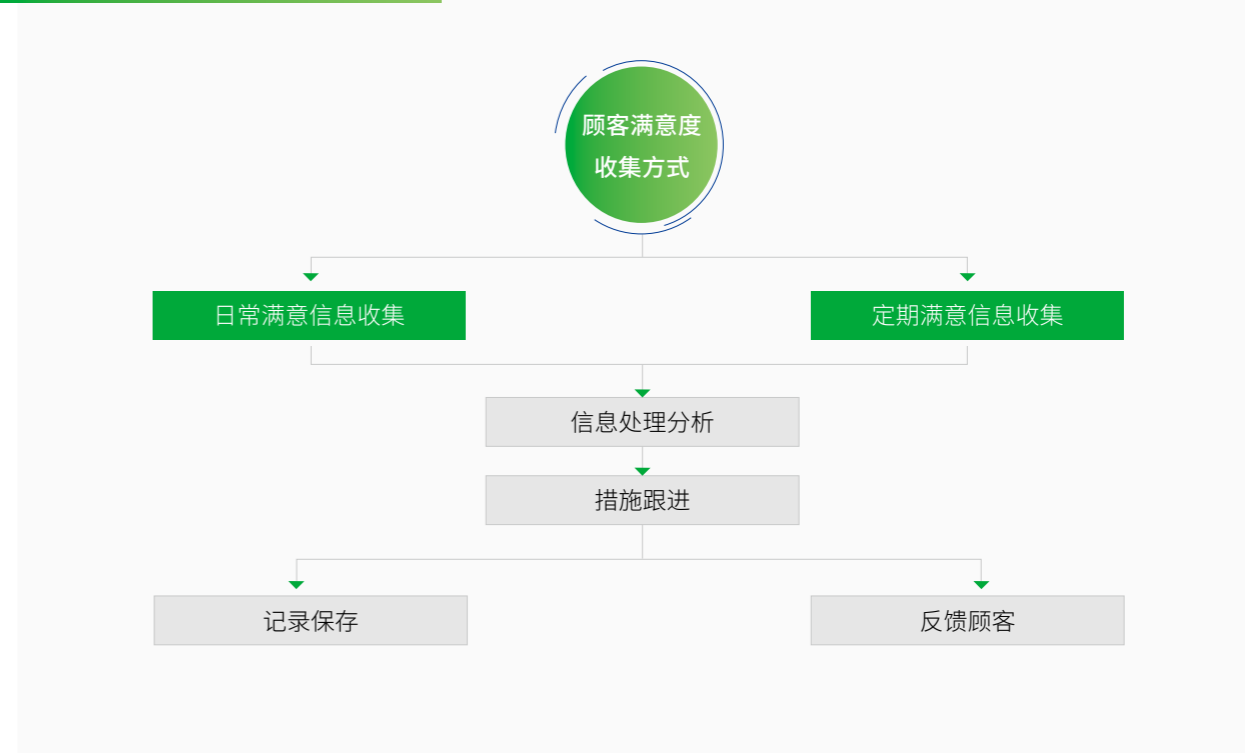 顾客满意度
收集方式
日常满意信息收集
定期满意信息收集
信息处理分析
措施跟进
记录保存
反馈顾客